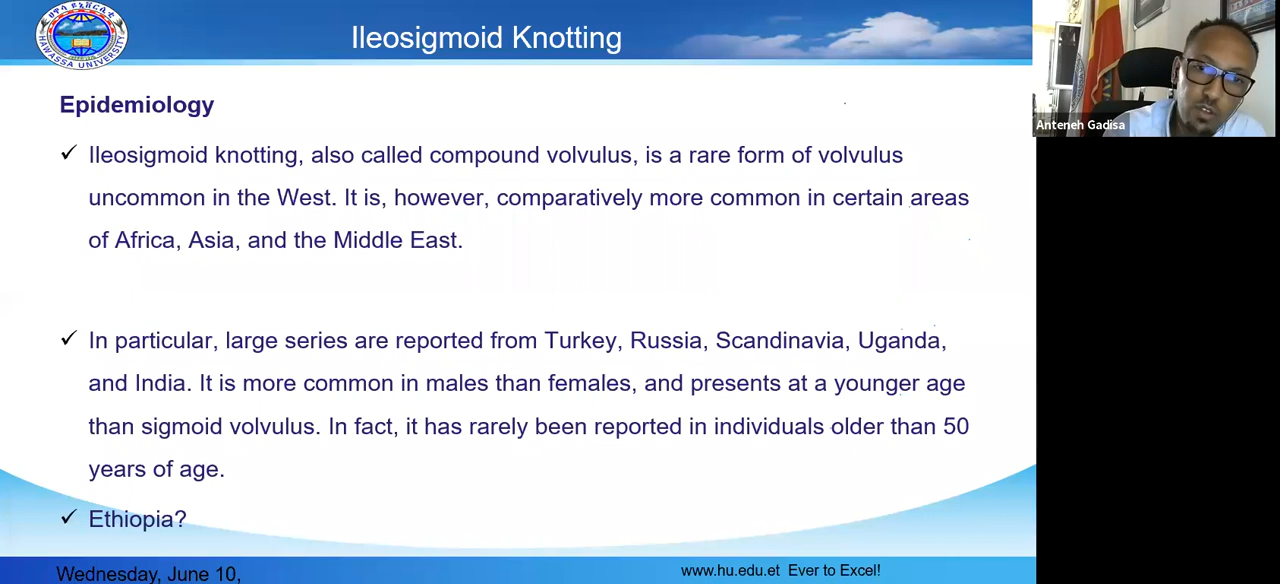 Ileosigmoid Knotting
ሀዋሳ ዩኒቨርሲቲ
HAWASSA UNIVERSITY
Epidemiology
✓ Ileosigmoid knotting, also called compound volvulus, is a rare form of volvulus
uncommon in the West. It is, however, comparatively more common in certain areas
of Africa, Asia, and the Middle East.
✓ In particular, large series are reported from Turkey, Russia, Scandinavia, Uganda,
and India. It is more common in males than females, and presents at a younger age
than sigmoid volvulus. In fact, it has rarely been reported in individuals older than 50
years of age.
✓ Ethiopia?
Wednesday, June 10,
www.hu.edu.et Ever to Excel!
Anteneh Gadisa